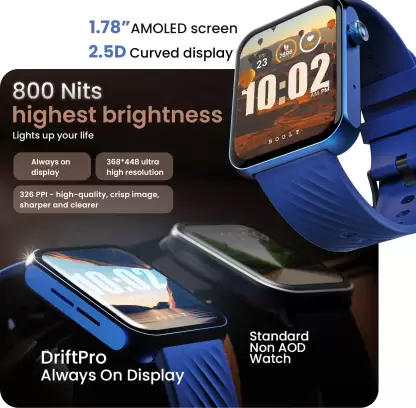 1.78” AMOLED screen
2.5D Curved display
800 Nits
highest brightness
Lights up your life
Always on
display
368*448 ultra
high resolution
326 PPI - high-quality, crisp image,
sharper and clearer
23
10:02
AM PM
BOULT
DriftPro
Always On Display
Standard
Non AOD
Watch